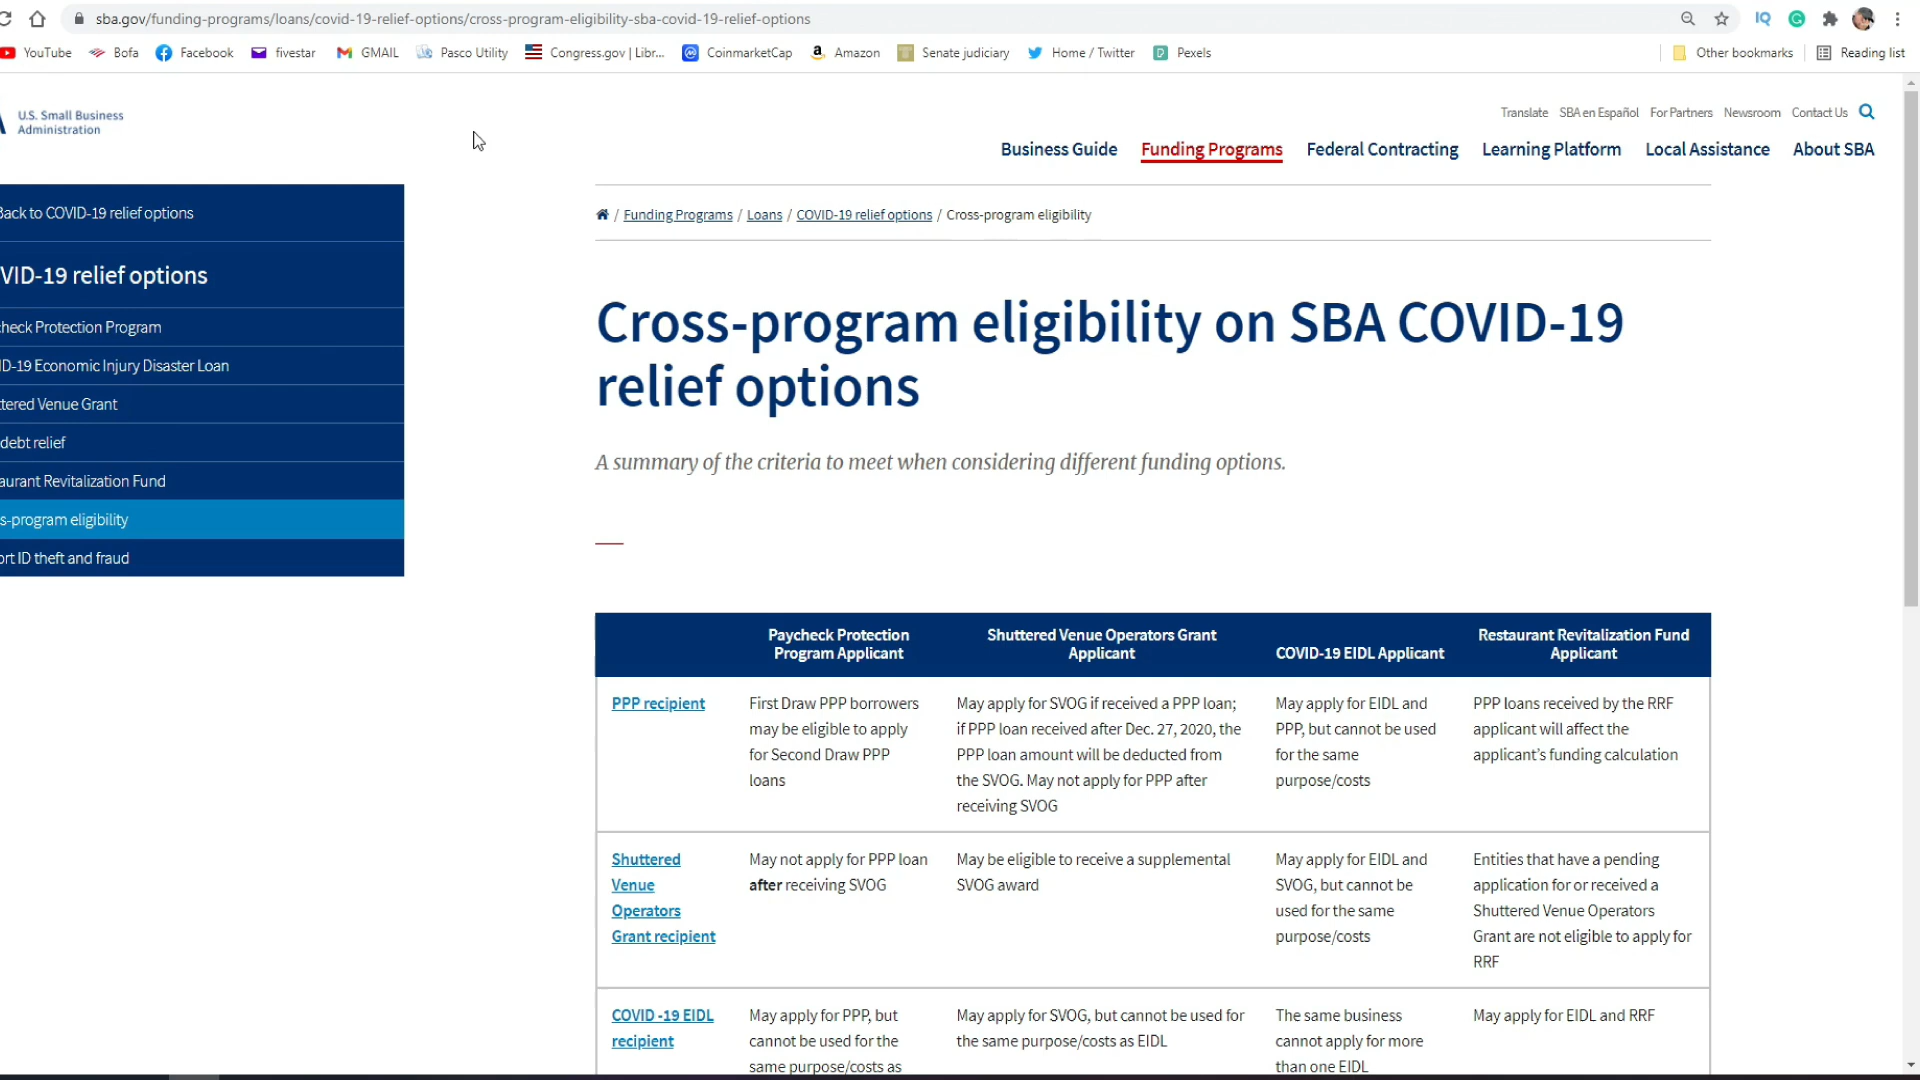 sba.gov/funding-programs/loans/covid-19-relief-options/cross-program-eligibility-sba-covid-19-relief-options
YouTube Bofa Facebook fivestar GMAIL Pasco Utility Congress.gov | Libr... CoinmarketCap Amazon Senate judiciary Home / Twitter Pexels Other bookmarks Reading list
U.S. Small Business
Administration
Translate SBA en Español For Partners Newsroom Contact Us
Business Guide Funding Programs Federal Contracting Learning Platform Local Assistance About SBA
Back to COVID-19 relief options
VID-19 relief options
check Protection Program
ID-19 Economic Injury Disaster Loan
tered Venue Grant
debt relief
aurant Revitalization Fund
s-program eligibility
ort ID theft and fraud
/ Funding Programs / Loans / COVID-19 relief options / Cross-program eligibility
Cross-program eligibility on SBA COVID-19
relief options
A summary of the criteria to meet when considering different funding options.
Paycheck Protection
Program Applicant
Shuttered Venue Operators Grant
Applicant
COVID-19 EIDL Applicant
Restaurant Revitalization Fund
Applicant
PPP recipient
First Draw PPP borrowers
may be eligible to apply
for Second Draw PPP
loans
May apply for SVOG if received a PPP loan;
if PPP loan received after Dec. 27, 2020, the
PPP loan amount will be deducted from
the SVOG. May not apply for PPP after
receiving SVOG
May apply for EIDL and
PPP, but cannot be used
for the same
purpose/costs
PPP loans received by the RRF
applicant will affect the
applicant's funding calculation
Shuttered
Venue
Operators
Grant recipient
May not apply for PPP loan
after receiving SVOG
May be eligible to receive a supplemental
SVOG award
May apply for EIDL and
SVOG, but cannot be
used for the same
purpose/costs
Entities that have a pending
application for or received a
Shuttered Venue Operators
Grant are not eligible to apply for
RRF
COVID -19 EIDL
recipient
May apply for PPP, but
cannot be used for the
same purpose/costs as
May apply for SVOG, but cannot be used for
the same purpose/costs as EIDL
The same business
cannot apply for more
than one EIDL
May apply for EIDL and RRF